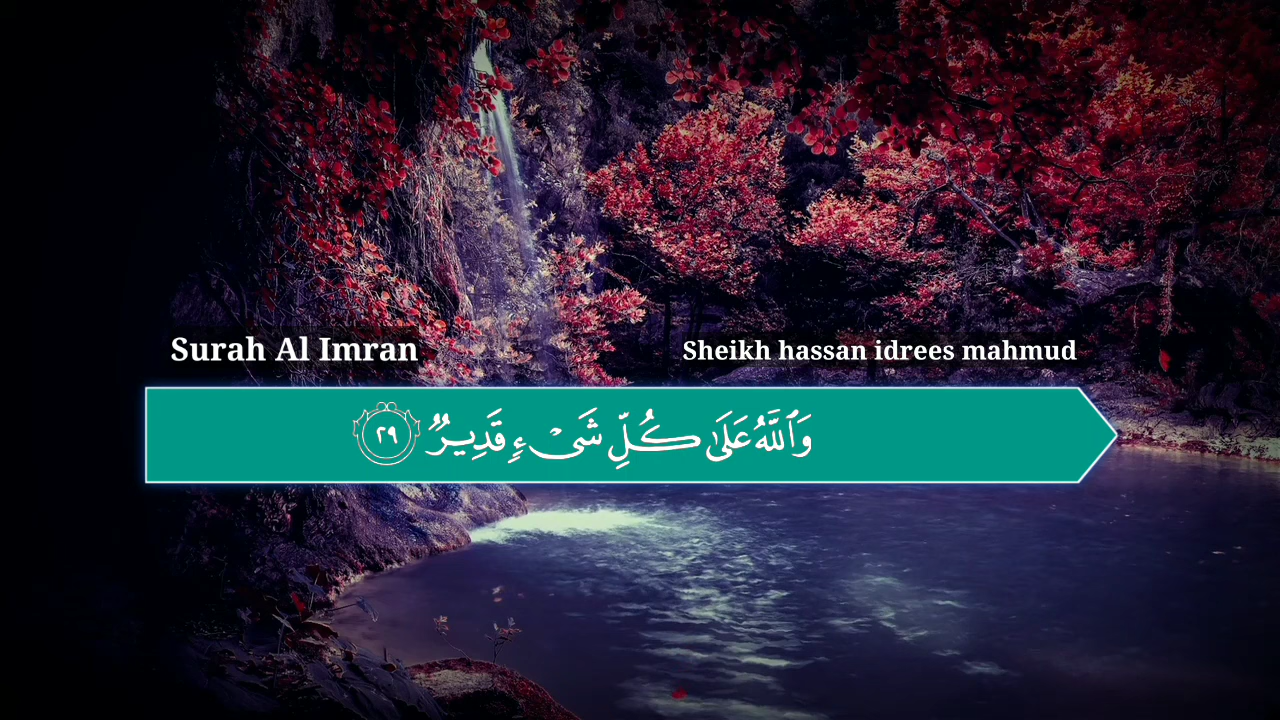 Surah Al Imran
Sheikh hassan idrees mahmud
وَٱللَّهُ عَلَىٰ كُلِّ شَىْءٍ قَدِيرٌ ٢٩